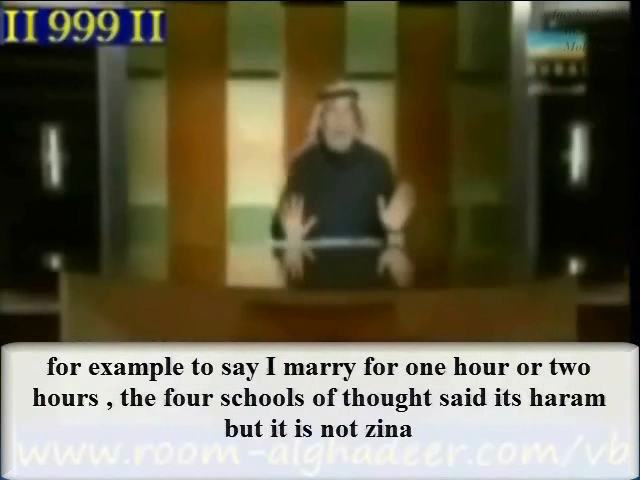 II 999 II
DUBAI
for example to say I marry for one hour or two
hours , the four schools of thought said its haram
but it is not zina
www.room-alghadeer.com/vb